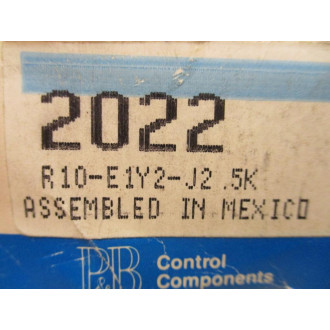 2022
R10-E1Y2-J2.5K
ASSEMBLED IN MEXICO
P&B Control
Components